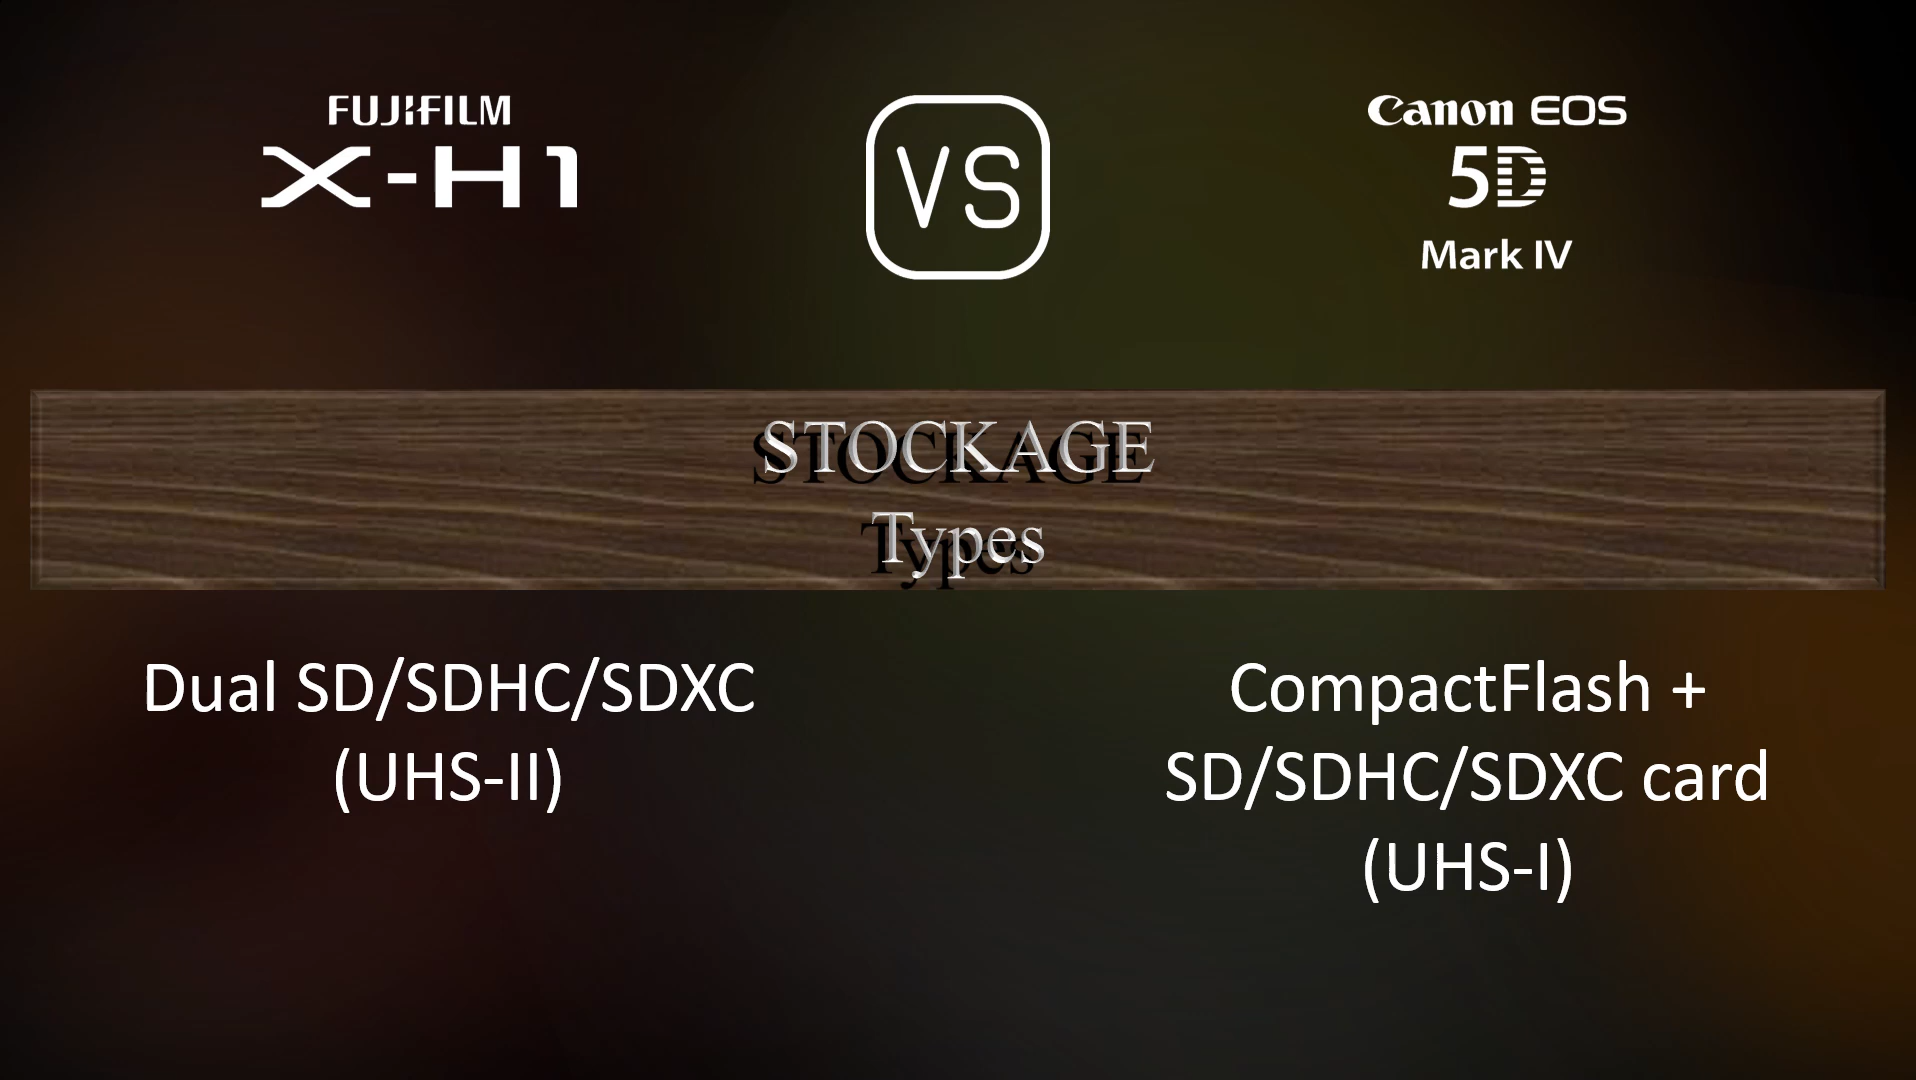 FUJIFILM
X-H1
VS
Canon EOS
5D
Mark IV
STOCKAGE
Types
Dual SD/SDHC/SDXC
(UHS-II)
CompactFlash +
SD/SDHC/SDXC card
(UHS-I)